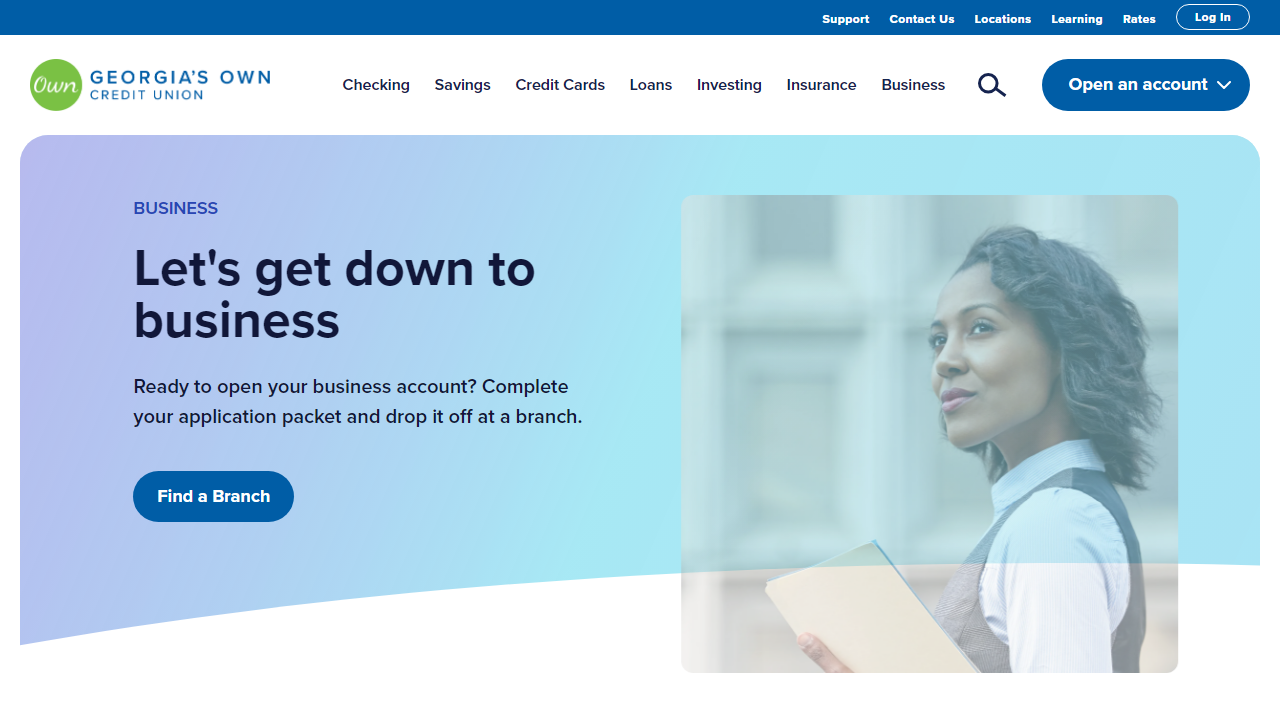 Support Contact Us Locations Learning Rates Log In
Own GEORGIA'S OWN
CREDIT UNION
Checking Savings Credit Cards Loans Investing Insurance Business Open an account
BUSINESS
Let's get down to
business
Ready to open your business account? Complete
your application packet and drop it off at a branch.
Find a Branch